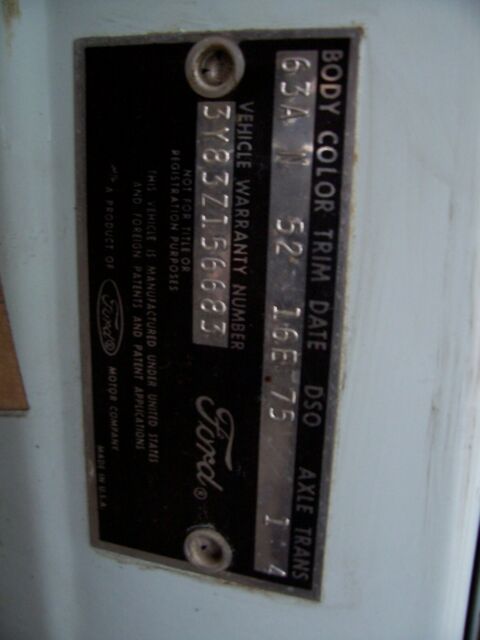 BODY COLOR TRIM DATE DSO AXLE TRANS
63A N 52 16E 75 1 4
VEHICLE WARRANTY NUMBER
3Y83Z156683
Ford®
NOT FOR TITLE OR
REGISTRATION PURPOSES
THIS VEHICLE IS MANUFACTURED UNDER UNITED STATES
AND FOREIGN PATENTS AND PATENT APPLICATIONS
A PRODUCT OF Ford® MOTOR COMPANY
MADE IN U.S.A.